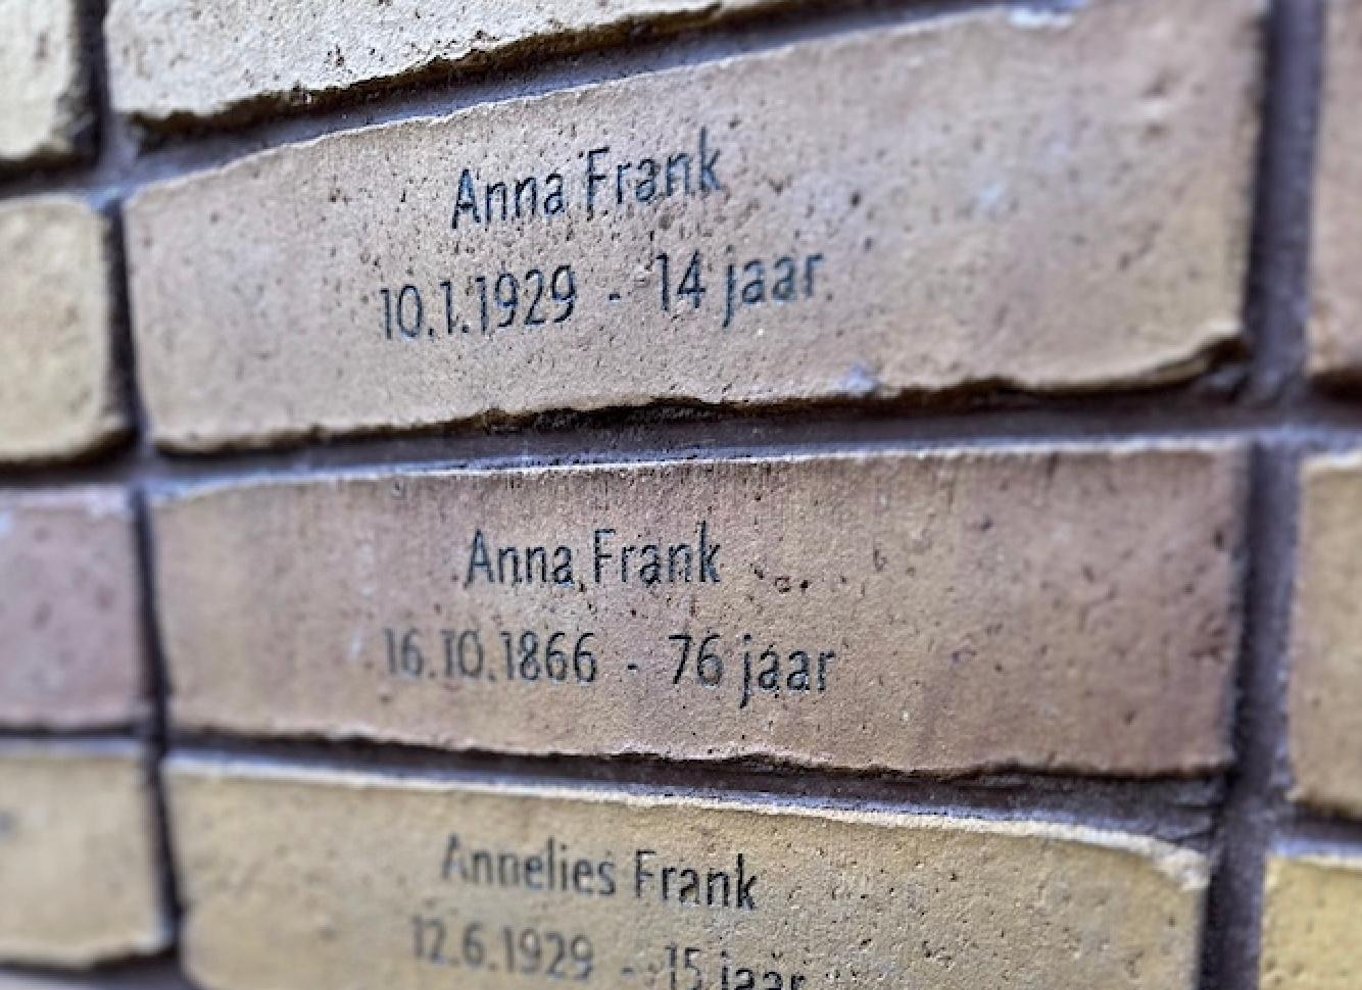 Anna Frank
10.1.1929 - 14 jaar
Anna Frank
16.10.1866 - 76 jaar
Annelies Frank
12.6.1929 - 15 jaar